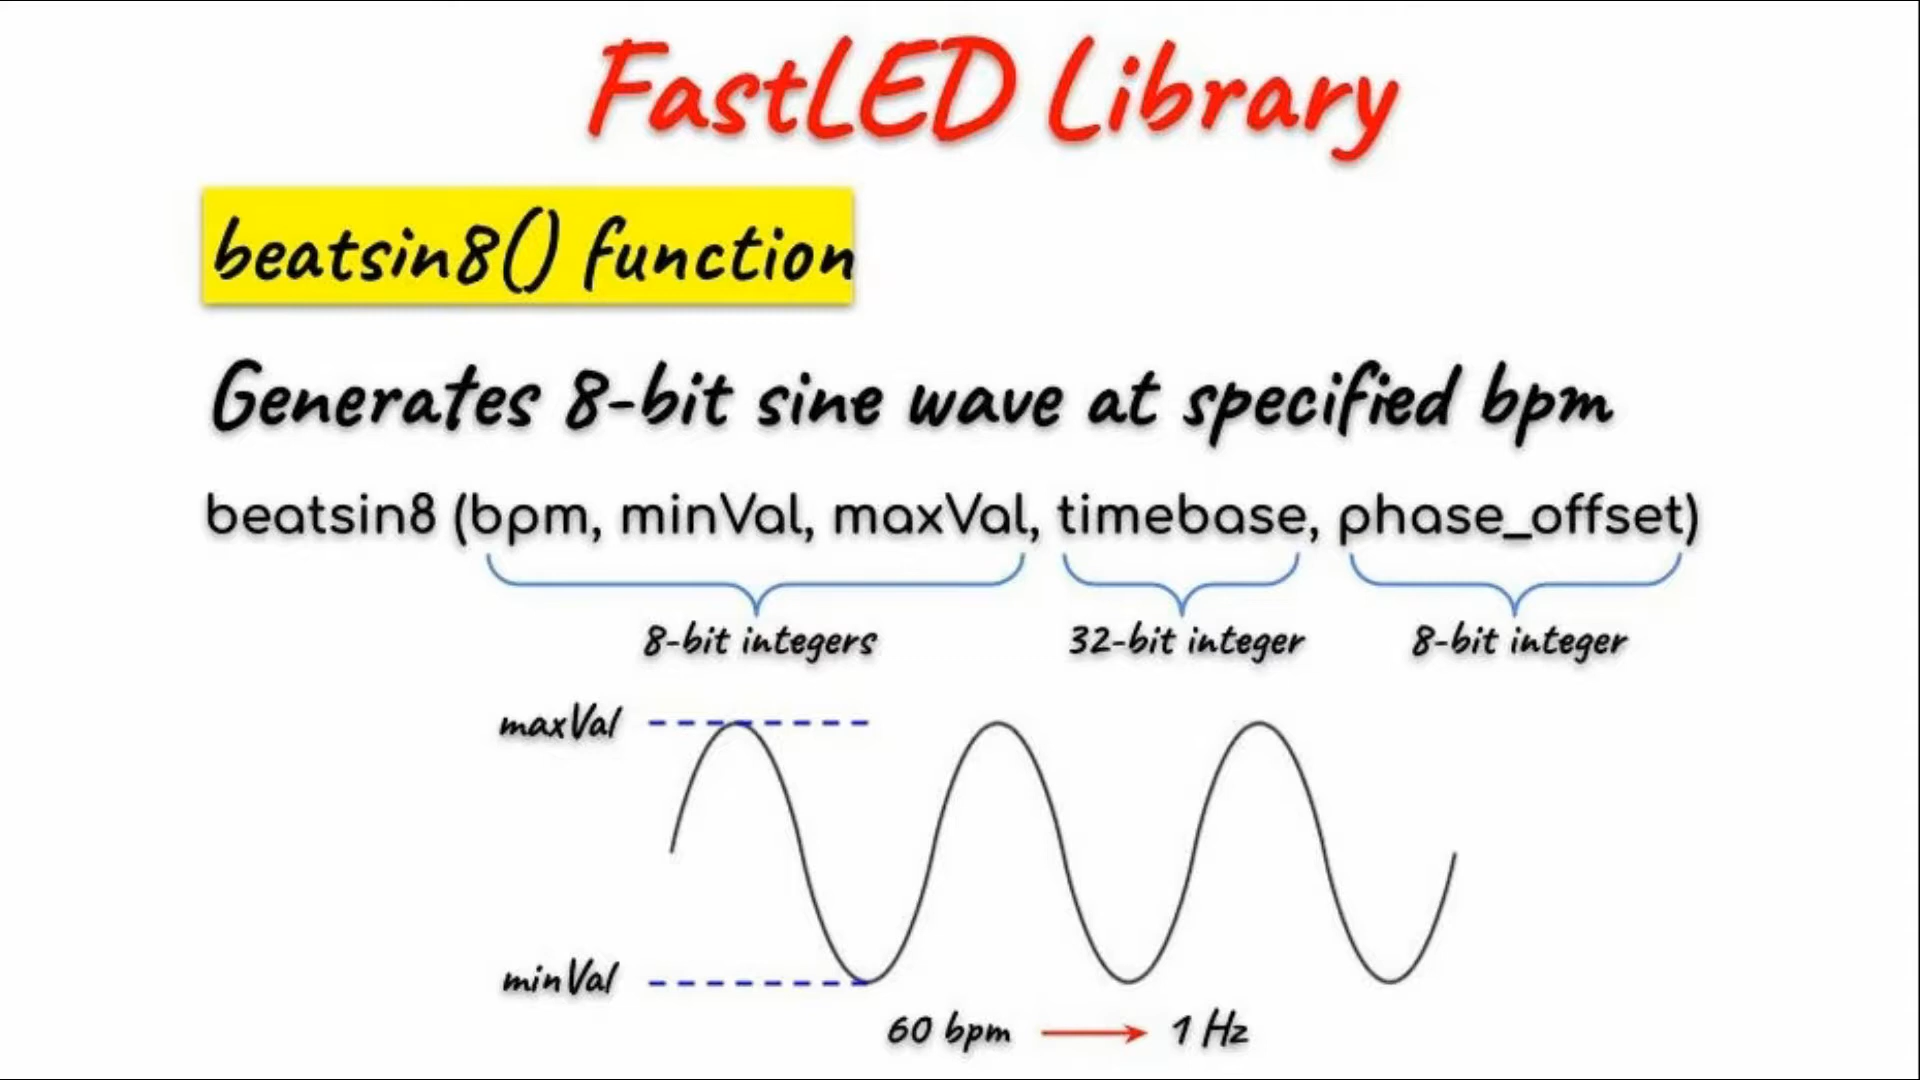 FastLED Library
beatsin8() function
Generates 8-bit sine wave at specified bpm
beatsin8 (bpm, minVal, maxVal, timebase, phase_offset)
8-bit integers 32-bit integer 8-bit integer
maxVal
minVal
60 bpm 1 Hz